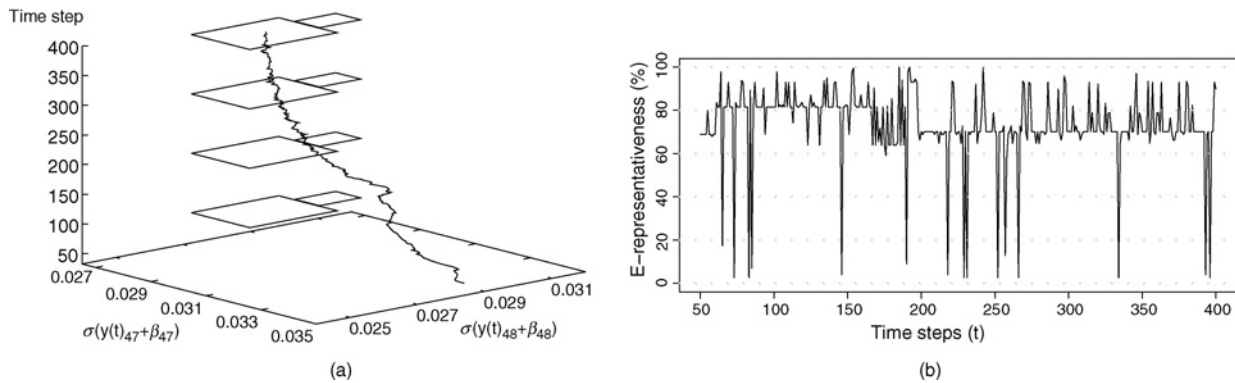 Time step
400
350
300
250
200
150
100
50
0.027
0.029
0.031
0.033
0.035
σ(y(t)47+β47)
0.025
0.027
0.029
0.031
σ(y(t)48+β48)
(a)
E-representativeness (%)
100
80
60
40
20
0
50 100 150 200 250 300 350 400
Time steps (t)
(b)